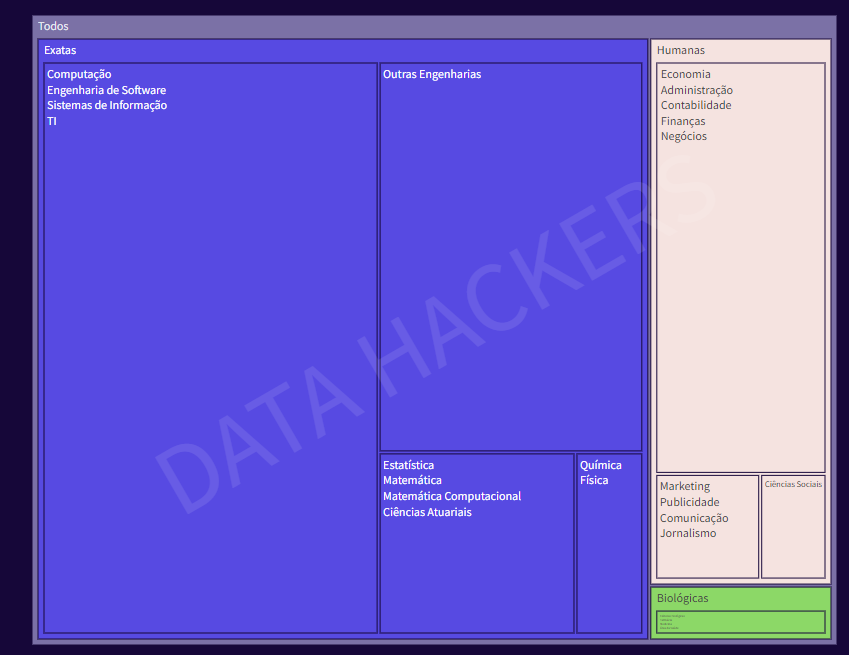 Todos
Exatas
Computação
Engenharia de Software
Sistemas de Informação
TI
Outras Engenharias
Estatística
Matemática
Matemática Computacional
Ciências Atuariais
Química
Física
Humanas
Economia
Administração
Contabilidade
Finanças
Negócios
Marketing
Publicidade
Comunicação
Jornalismo
Ciências Sociais
Biológicas
DATA HACKERS